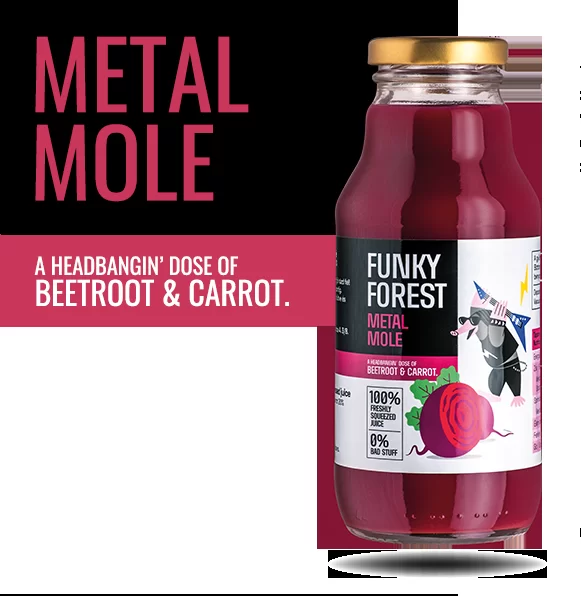 METAL
MOLE
A HEADBANGIN' DOSE OF
BEETROOT & CARROT.
FUNKY
FOREST
METAL
MOLE
A HEADBANGIN' DOSE OF
BEETROOT & CARROT.
100%
FRESHLY
SQUEEZED
JUICE
0%
BAD STUFF